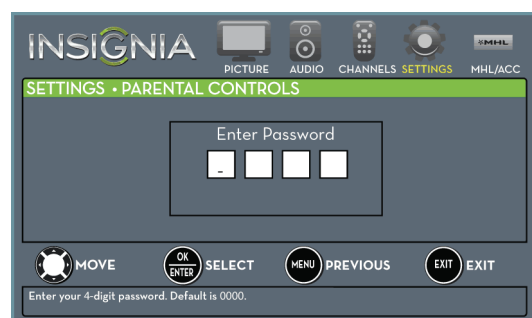 INSIGNIA
PICTURE AUDIO CHANNELS SETTINGS MHL MHL/ACC
SETTINGS • PARENTAL CONTROLS
Enter Password
_
MOVE OK ENTER SELECT MENU PREVIOUS EXIT EXIT
Enter your 4-digit password. Default is 0000.